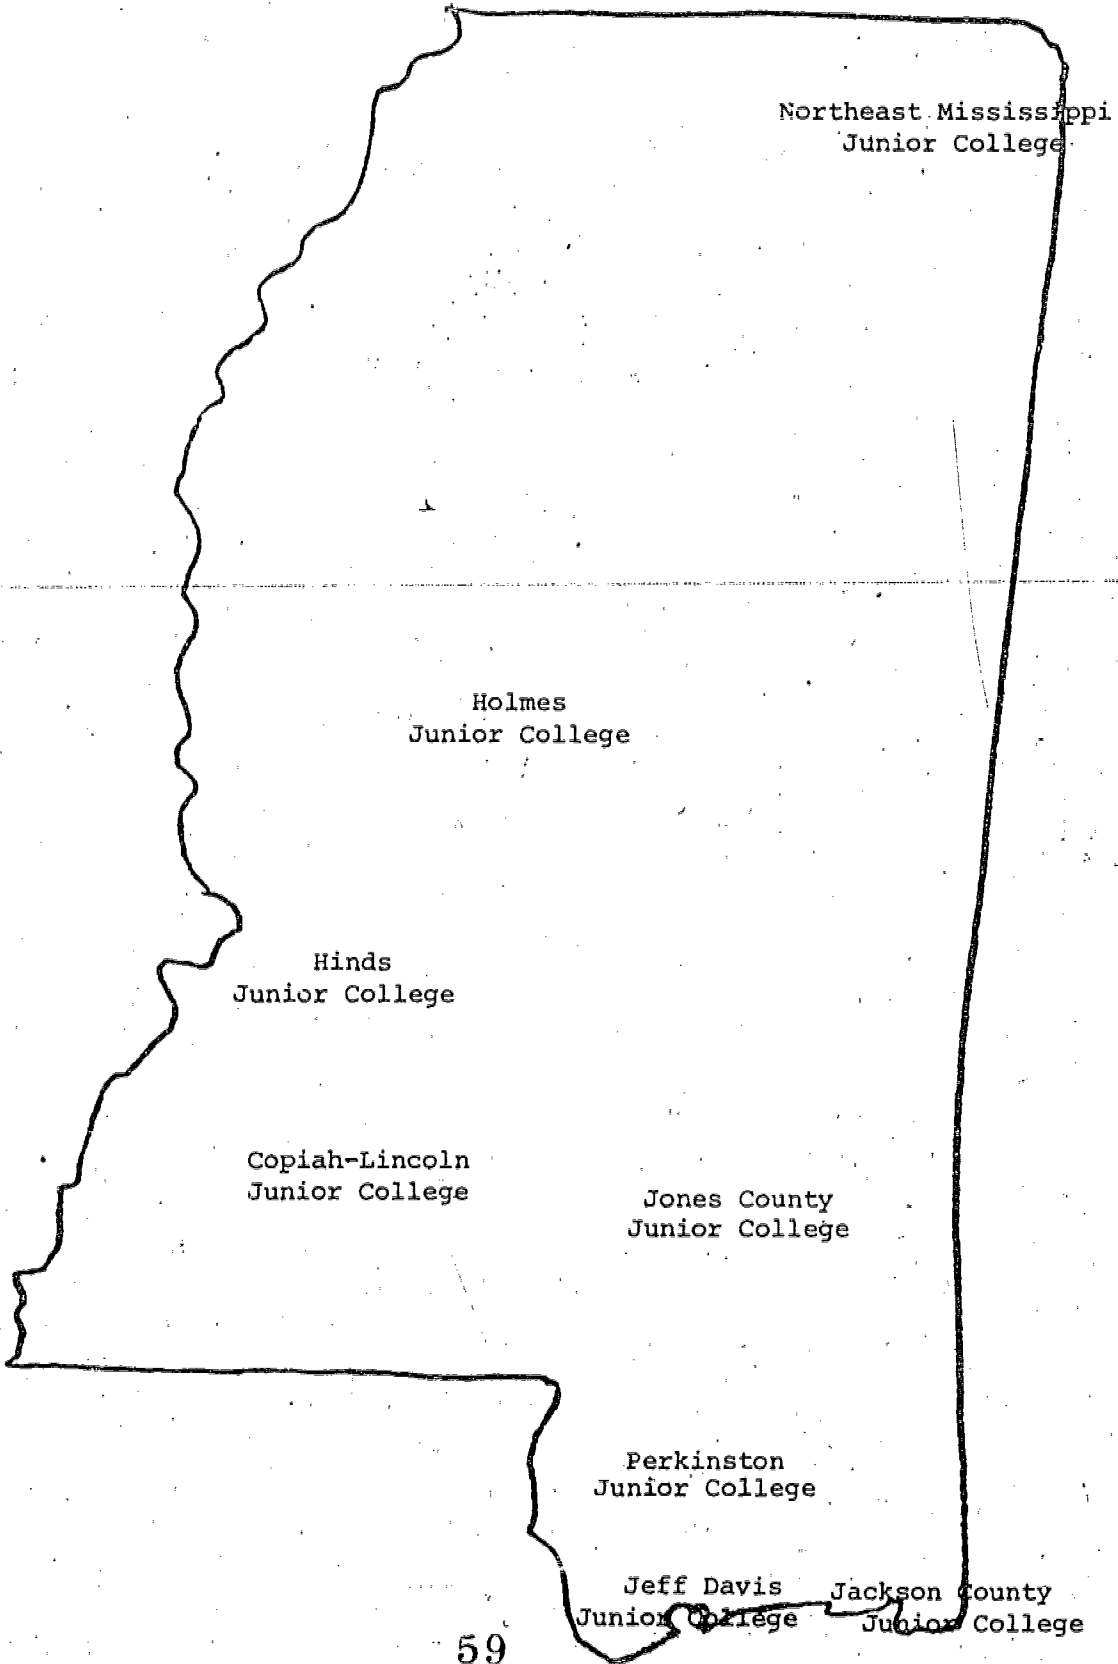 Northeast Mississippi
Junior College
Holmes
Junior College
Hinds
Junior College
Copiah-Lincoln
Junior College
Jones County
Junior College
Perkinston
Junior College
Jeff Davis
Junior College
Jackson County
Junior College
59